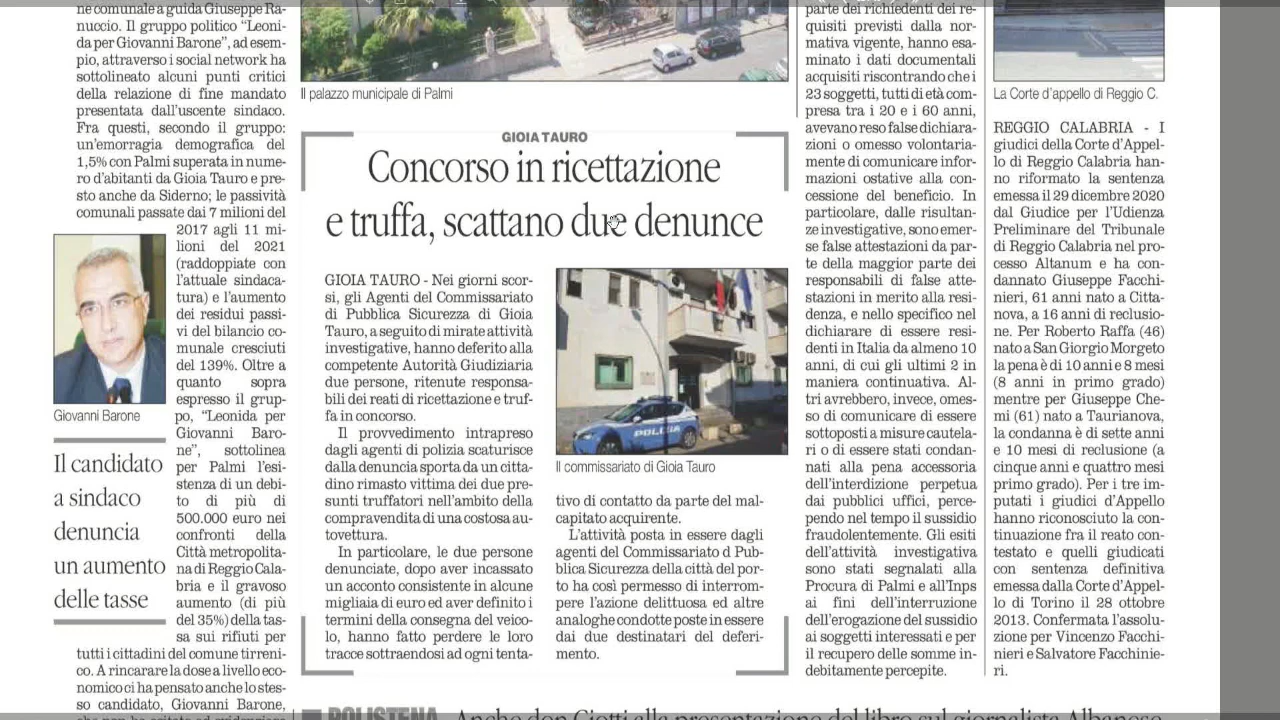 ne comunale a guida Giuseppe Ra-
nuccio. Il gruppo politico “Leoni-
da per Giovanni Barone”, ad esem-
pio, attraverso i social network ha
sottolineato alcuni punti critici
della relazione di fine mandato
presentata dall’uscente sindaco.
Fra questi, secondo il gruppo:
un’emorragia demografica del
1,5% con Palmi superata in nume-
ro d’abitanti da Gioia Tauro e pre-
sto anche da Siderno; le passività
comunali passate dai 7 milioni del
2017 agli 11 mi-
lioni del 2021
(raddoppiate con
l’attuale sindaca-
tura) e l’aumento
dei residui passi-
vi del bilancio co-
munale cresciuti
del 139%. Oltre a
quanto sopra
espresso il grup-
po, “Leonida per
Giovanni Baro-
ne”, sottolinea
per Palmi l’esi-
stenza di un debi-
to di più di
500.000 euro nei
confronti della
Città metropolita-
na di Reggio Cala-
bria e il gravoso
aumento (di più
del 35%) della tas-
sa sui rifiuti per
tutti i cittadini del comune tirreni-
co. A rincarare la dose a livello eco-
nomico ci ha pensato anche lo stes-
so candidato, Giovanni Barone,
Giovanni Barone
Il candidato
a sindaco
denuncia
un aumento
delle tasse
Il palazzo municipale di Palmi
GIOIA TAURO
Concorso in ricettazione
e truffa, scattano due denunce
GIOIA TAURO - Nei giorni scor-
si, gli Agenti del Commissariato
di Pubblica Sicurezza di Gioia
Tauro, a seguito di mirate attività
investigative, hanno deferito alla
competente Autorità Giudiziaria
due persone, ritenute responsa-
bili dei reati di ricettazione e truf-
fa in concorso.
Il provvedimento intrapreso
dagli agenti di polizia scaturisce
dalla denuncia sporta da un citta-
dino rimasto vittima dei due pre-
sunti truffatori nell’ambito della
compravendita di una costosa au-
tovettura.
In particolare, le due persone
denunciate, dopo aver incassato
un acconto consistente in alcune
migliaia di euro ed aver definito i
termini della consegna del veico-
lo, hanno fatto perdere le loro
tracce sottraendosi ad ogni tenta-
POLIZIA
Il commissariato di Gioia Tauro
tivo di contatto da parte del mal-
capitato acquirente.
L’attività posta in essere dagli
agenti del Commissariato d Pub-
blica Sicurezza della città del por-
to ha così permesso di interrom-
pere l’azione delittuosa ed altre
analoghe condotte poste in essere
dai due destinatari del deferi-
mento.
parte dei richiedenti dei re-
quisiti previsti dalla nor-
mativa vigente, hanno esa-
minato i dati documentali
acquisiti riscontrando che i
23 soggetti, tutti di età com-
presa tra i 20 e i 60 anni,
avevano reso false dichiara-
zioni o omesso volontaria-
mente di comunicare infor-
mazioni ostative alla con-
cessione del beneficio. In
particolare, dalle risultan-
ze investigative, sono emer-
se false attestazioni da par-
te della maggior parte dei
responsabili di false atte-
stazioni in merito alla resi-
denza, e nello specifico nel
dichiarare di essere resi-
denti in Italia da almeno 10
anni, di cui gli ultimi 2 in
maniera continuativa. Al-
tri avrebbero, invece, omes-
so di comunicare di essere
sottoposti a misure cautela-
ri o di essere stati condan-
nati alla pena accessoria
dell’interdizione perpetua
dai pubblici uffici, perce-
pendo nel tempo il sussidio
fraudolentemente. Gli esiti
dell’attività investigativa
sono stati segnalati alla
Procura di Palmi e all’Inps
ai fini dell’interruzione
dell’erogazione del sussidio
ai soggetti interessati e per
il recupero delle somme in-
debitamente percepite.
La Corte d’appello di Reggio C.
REGGIO CALABRIA - I
giudici della Corte d’Appel-
lo di Reggio Calabria han-
no riformato la sentenza
emessa il 29 dicembre 2020
dal Giudice per l’Udienza
Preliminare del Tribunale
di Reggio Calabria nel pro-
cesso Altanum e ha con-
dannato Giuseppe Facchi-
nieri, 61 anni nato a Citta-
nova, a 16 anni di reclusio-
ne. Per Roberto Raffa (46)
nato a San Giorgio Morgeto
la pena è di 10 anni e 8 mesi
(8 anni in primo grado)
mentre per Giuseppe Che-
mi (61) nato a Taurianova,
la condanna è di sette anni
e 10 mesi di reclusione (a
cinque anni e quattro mesi
primo grado). Per i tre im-
putati i giudici d’Appello
hanno riconosciuto la con-
tinuazione fra il reato con-
testato e quelli giudicati
con sentenza definitiva
emessa dalla Corte d’Appel-
lo di Torino il 28 ottobre
2013. Confermata l’assolu-
zione per Vincenzo Facchi-
nieri e Salvatore Facchinie-
ri.
POLISTENA Anche don Ciotti alla presentazione del libro sul giornalista Albanese